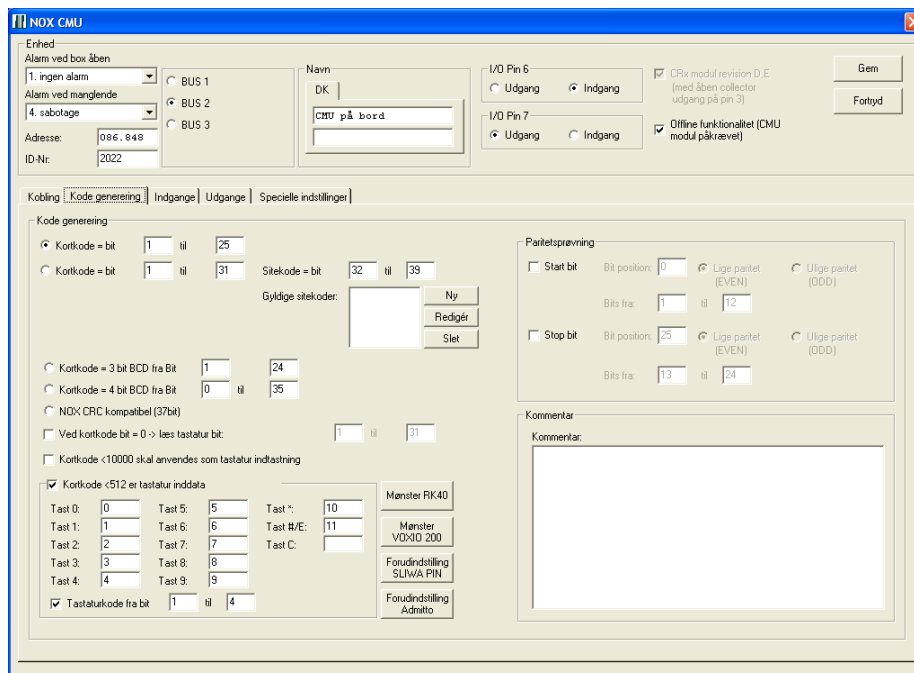 NOX CMU
Enhed
Alarm ved box åben
1. ingen alarm
Alarm ved manglende
4. sabotage
Adresse: 086.848
ID-Nr. 2022
BUS 1
BUS 2
BUS 3
Navn
DK
CMU på bord
I/O Pin 6
Udgang Indgang
I/O Pin 7
Udgang Indgang
CRx modul revision D,E
(med åben collector
udgang på pin 3)
Offline funktionalitet (CMU
modul påkrævet)
Gem
Fortryd
Kobling Kode generering Indgange Udgange Specielle indstillinger
Kode generering
Kortkode = bit 1 til 25
Kortkode = bit 1 til 31 Sitekode = bit 32 til 39
Gyldige sitekoder:
Ny
Redigér
Slet
Kortkode = 3 bit BCD fra Bit 1 24
Kortkode = 4 bit BCD fra Bit 0 til 35
NOX CRC kompatibel (37bit)
Ved kortkode bit = 0 -> læs tastatur bit: 1 til 31
Kortkode <10000 skal anvendes som tastatur indtastning
Kortkode <512 er tastatur inddata
Tast 0: 0 Tast 5: 5 Tast *: 10
Tast 1: 1 Tast 6: 6 Tast #/E: 11
Tast 2: 2 Tast 7: 7 Tast C:
Tast 3: 3 Tast 8: 8
Tast 4: 4 Tast 9: 9
Tastaturkode fra bit 1 til 4
Mønster RK40
Mønster
VOXIO 200
Forudindstilling
SLIWA PIN
Forudindstilling
Admitto
Paritetsprøvning
Start bit Bit position: 0 Lige paritet Ulige paritet
(EVEN) (ODD)
Bits fra: 1 til 12
Stop bit Bit position: 25 Lige paritet Ulige paritet
(EVEN) (ODD)
Bits fra: 13 til 24
Kommentar
Kommentar: